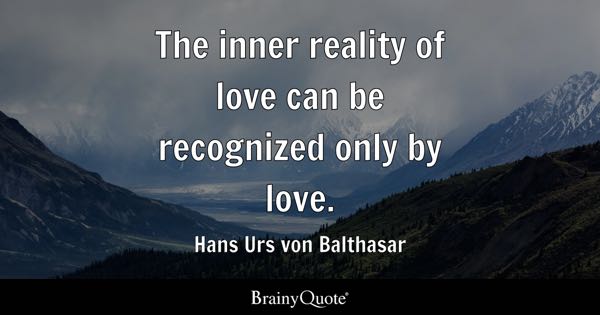 The inner reality of
love can be
recognized only by
love.
Hans Urs von Balthasar
BrainyQuote®